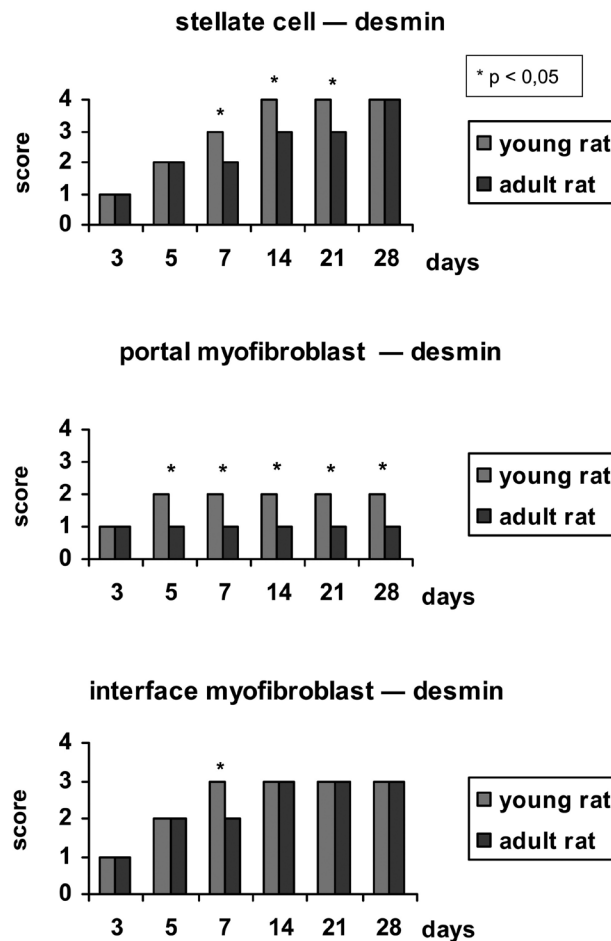 stellate cell — desmin
* p < 0,05
* * * *
4
3
2
1
0
score
young rat
adult rat
3 5 7 14 21 28 days
portal myofibroblast — desmin
4
3
2
1
0
score
* * * * *
young rat
adult rat
3 5 7 14 21 28 days
interface myofibroblast — desmin
4
3
2
1
0
score
*
young rat
adult rat
3 5 7 14 21 28 days